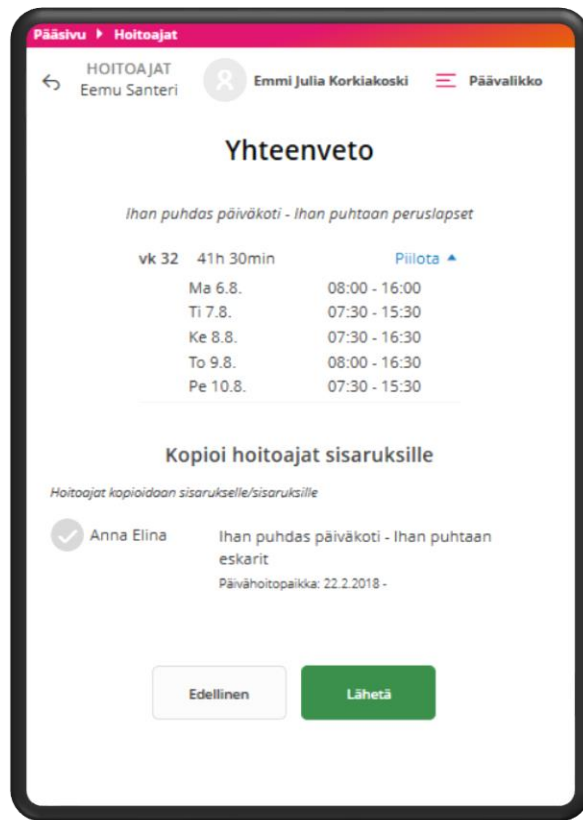 Pääsivu Hoitoajat
HOITOAJAT
Eemu Santeri
Emmi Julia Korkiakoski
Päävalikko
Yhteenveto
Ihan puhdas päiväkoti - Ihan puhtaan peruslapset
vk 32 41h 30min Piilota
Ma 6.8. 08:00 - 16:00
Ti 7.8. 07:30 - 15:30
Ke 8.8. 07:30 - 16:30
To 9.8. 08:00 - 16:30
Pe 10.8. 07:30 - 15:30
Kopioi hoitoajat sisaruksille
Hoitoajat kopioidaan sisarukselle/sisaruksille
Anna Elina Ihan puhdas päiväkoti - Ihan puhtaan
eskarit
Päivähoitopaikka: 22.2.2018 -
Edellinen Lähetä